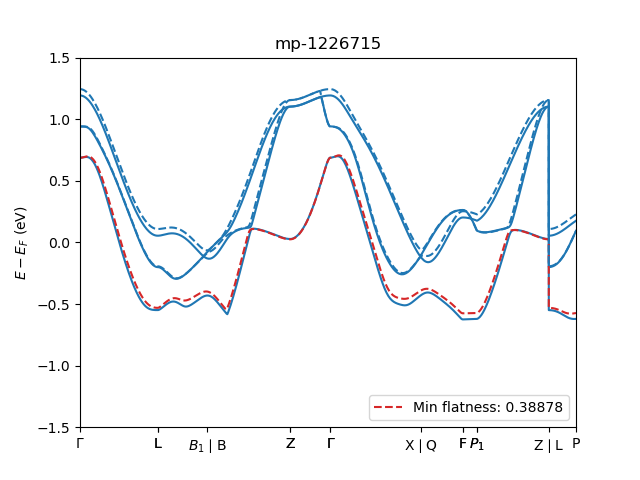 mp-1226715
1.5
1.0
0.5
0.0
−0.5
−1.0
−1.5
E − E_F (eV)
Min flatness: 0.38878
Γ L B₁ | B Z Γ X | Q F P₁ Z | L P